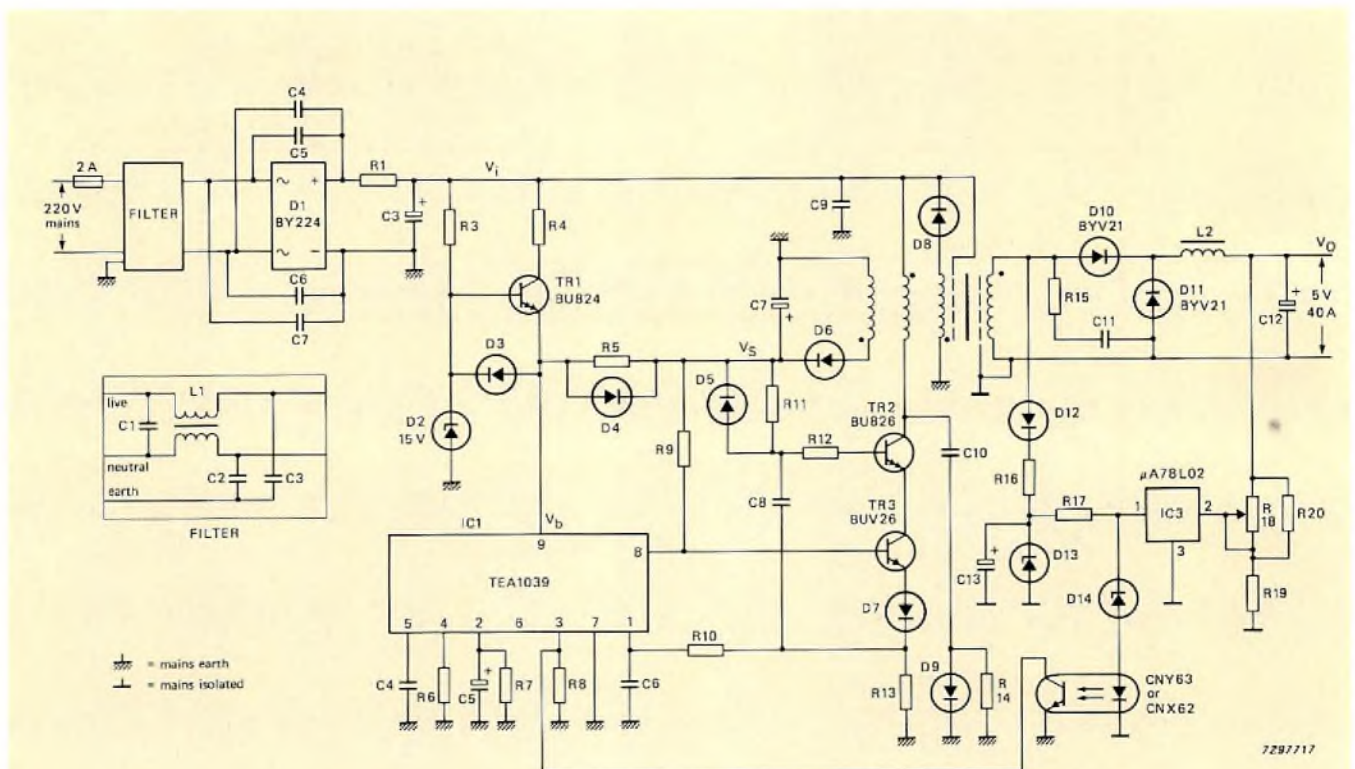 C4
C5
2 A
R1
Vi
220 V
mains
FILTER
~ +
D1
BY224
~ −
C3
+
R3
R4
C9
D8
D10
BYV21
L2
VO
C6
C7
TR1
BU824
C7
+
R15
D11
BYV21
C11
C12
+
5 V
40 A
D3
R5
VS
D6
D5
D4
R11
L1
live
C1
neutral
C2
C3
earth
FILTER
D2
15 V
R9
R12
TR2
BU826
C10
D12
R16
μA78L02
C8
TR3
BUV26
R17
1
IC3
2
3
R
18
R20
IC1
Vb
9
8
TEA1039
5 4 2 6 3 7 1
D7
C13
+
D13
D14
R19
R10
= mains earth
= mains isolated
C4
R6
C5
+
R7
R8
C6
R13
D9
R
14
CNY63
or
CNX62
7297717